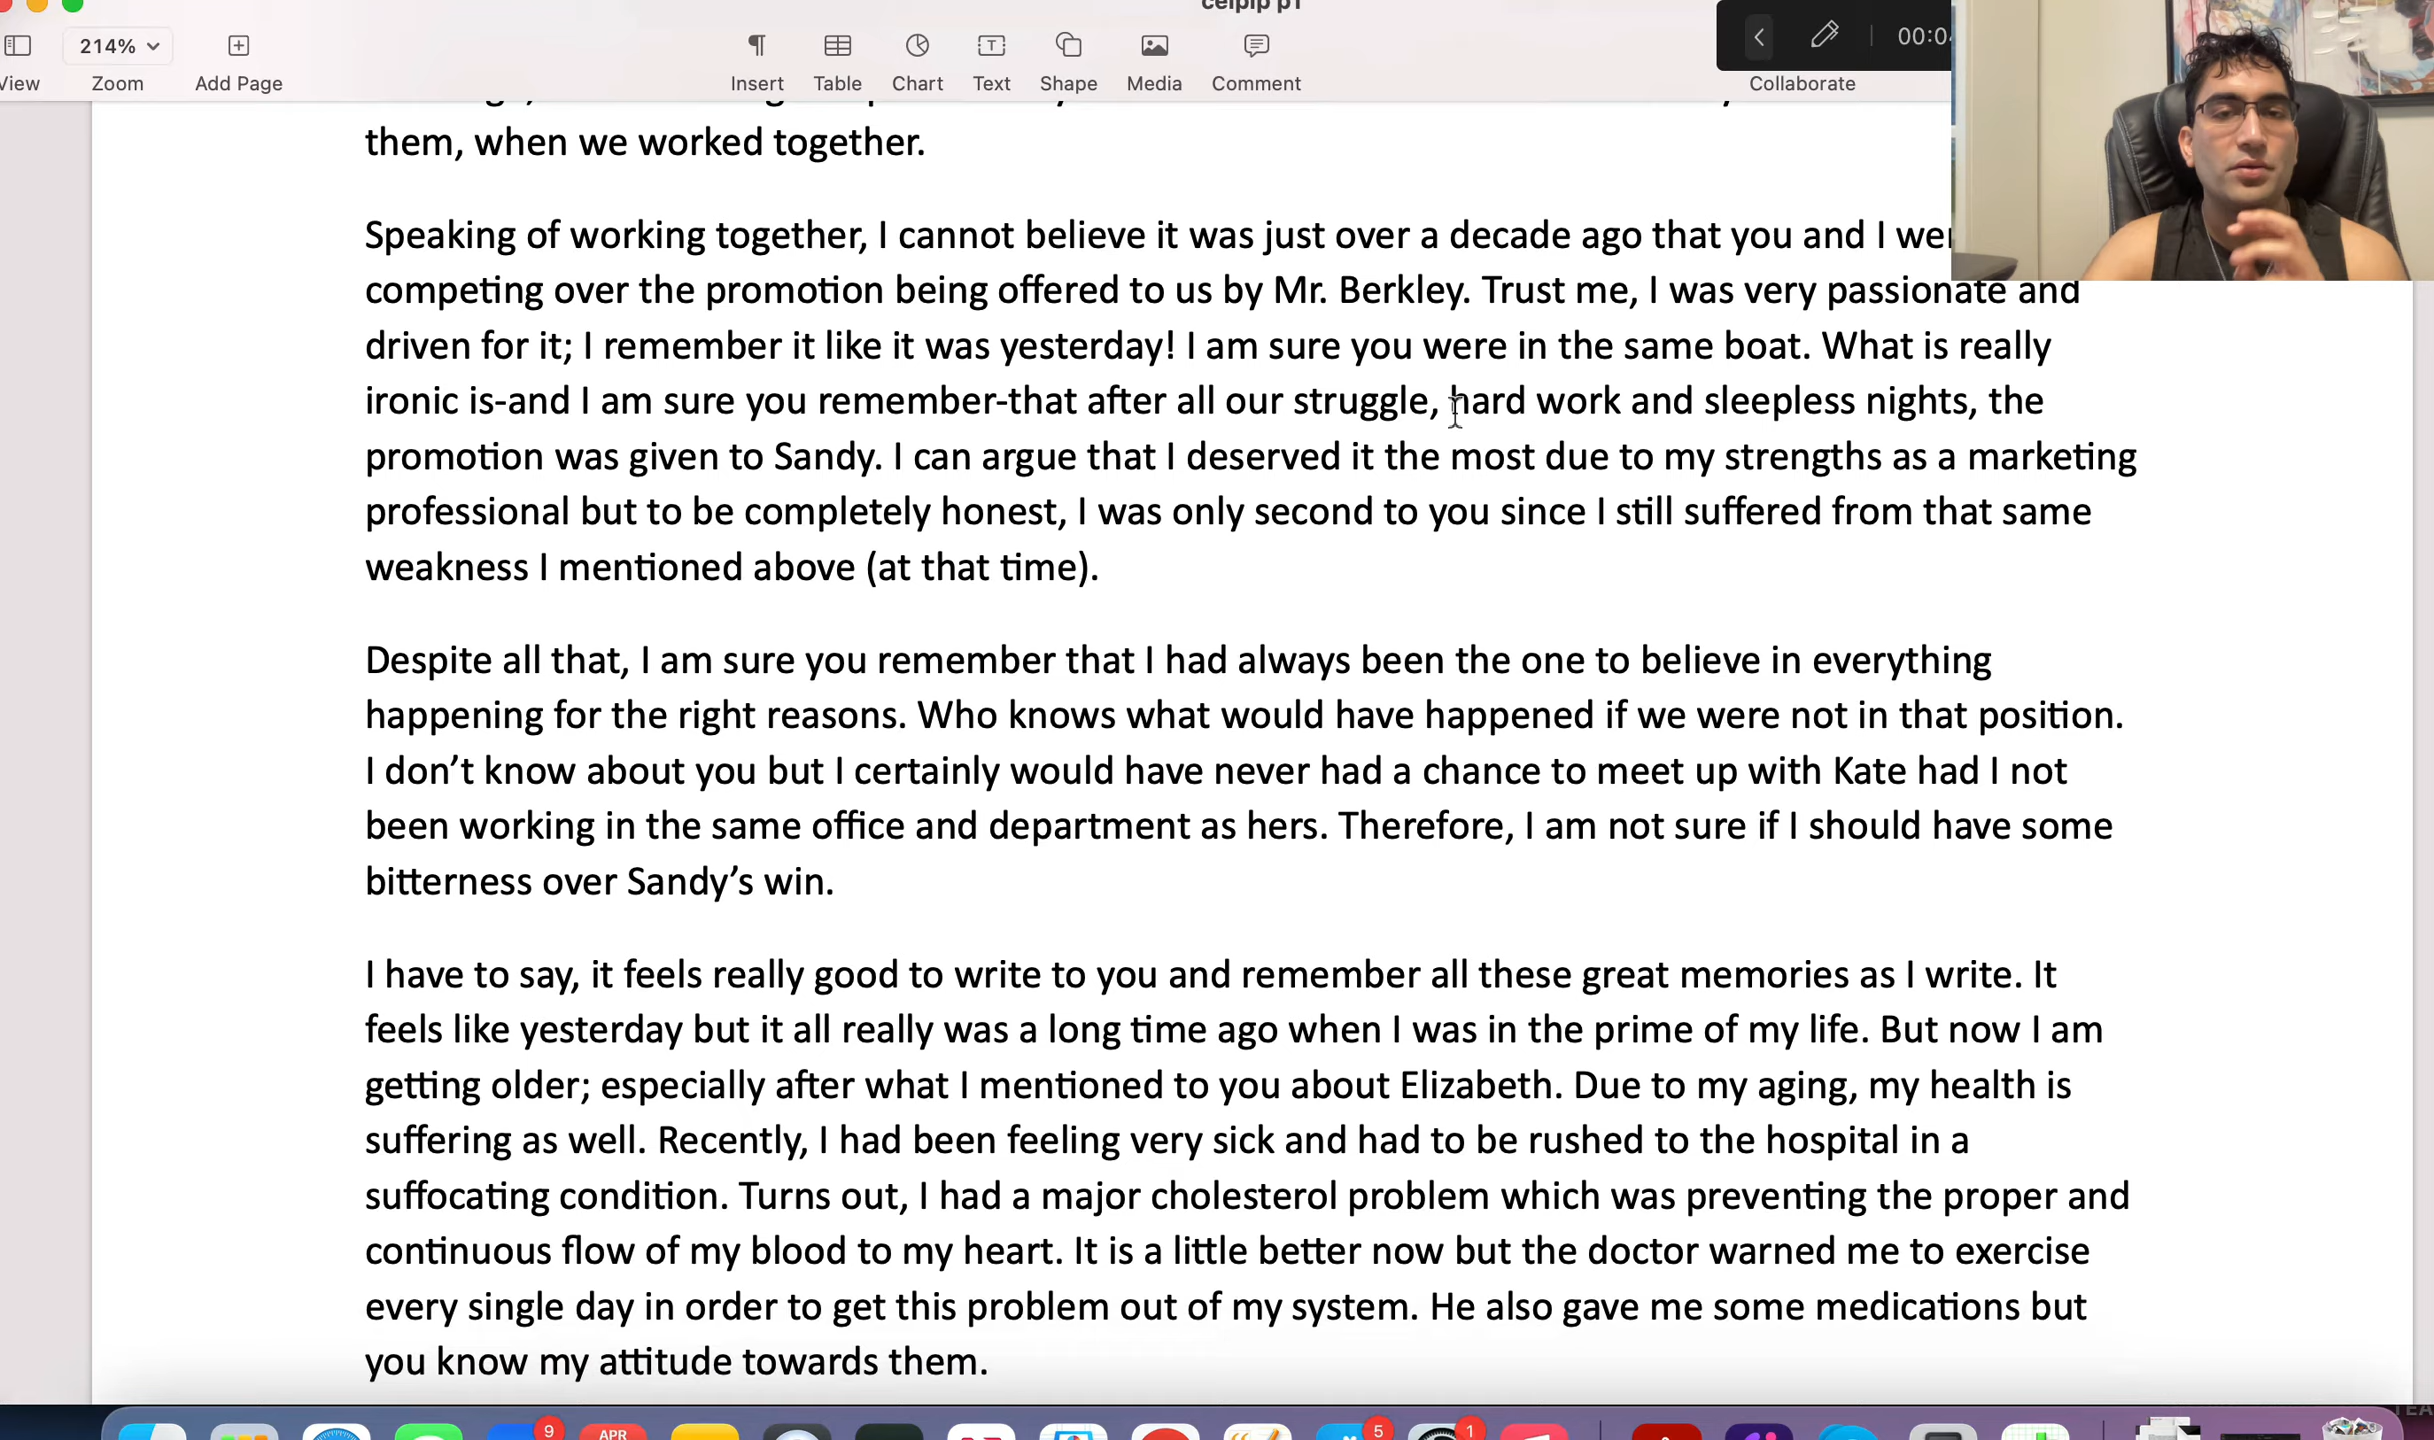 celpip p1
214%
View
Zoom
Add Page
Insert
Table
Chart
Text
Shape
Media
Comment
00:0
Collaborate
them, when we worked together.
Speaking of working together, I cannot believe it was just over a decade ago that you and I wer
competing over the promotion being offered to us by Mr. Berkley. Trust me, I was very passionate and
driven for it; I remember it like it was yesterday! I am sure you were in the same boat. What is really
ironic is-and I am sure you remember-that after all our struggle, hard work and sleepless nights, the
promotion was given to Sandy. I can argue that I deserved it the most due to my strengths as a marketing
professional but to be completely honest, I was only second to you since I still suffered from that same
weakness I mentioned above (at that time).
Despite all that, I am sure you remember that I had always been the one to believe in everything
happening for the right reasons. Who knows what would have happened if we were not in that position.
I don’t know about you but I certainly would have never had a chance to meet up with Kate had I not
been working in the same office and department as hers. Therefore, I am not sure if I should have some
bitterness over Sandy’s win.
I have to say, it feels really good to write to you and remember all these great memories as I write. It
feels like yesterday but it all really was a long time ago when I was in the prime of my life. But now I am
getting older; especially after what I mentioned to you about Elizabeth. Due to my aging, my health is
suffering as well. Recently, I had been feeling very sick and had to be rushed to the hospital in a
suffocating condition. Turns out, I had a major cholesterol problem which was preventing the proper and
continuous flow of my blood to my heart. It is a little better now but the doctor warned me to exercise
every single day in order to get this problem out of my system. He also gave me some medications but
you know my attitude towards them.
9
APR
5
1